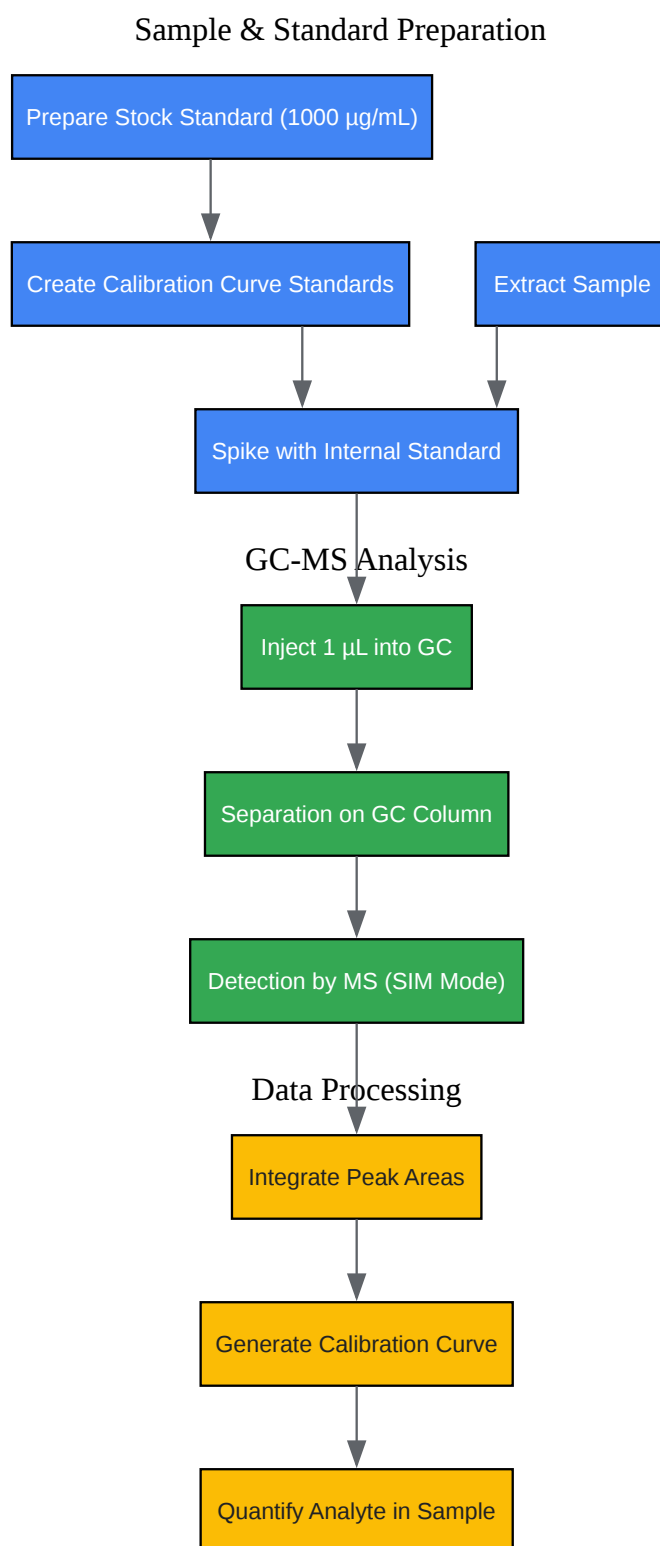 Sample & Standard Preparation
Prepare Stock Standard (1000 µg/mL)
Create Calibration Curve Standards
Extract Sample
Spike with Internal Standard
GC-MS Analysis
Inject 1 µL into GC
Separation on GC Column
Detection by MS (SIM Mode)
Data Processing
Integrate Peak Areas
Generate Calibration Curve
Quantify Analyte in Sample